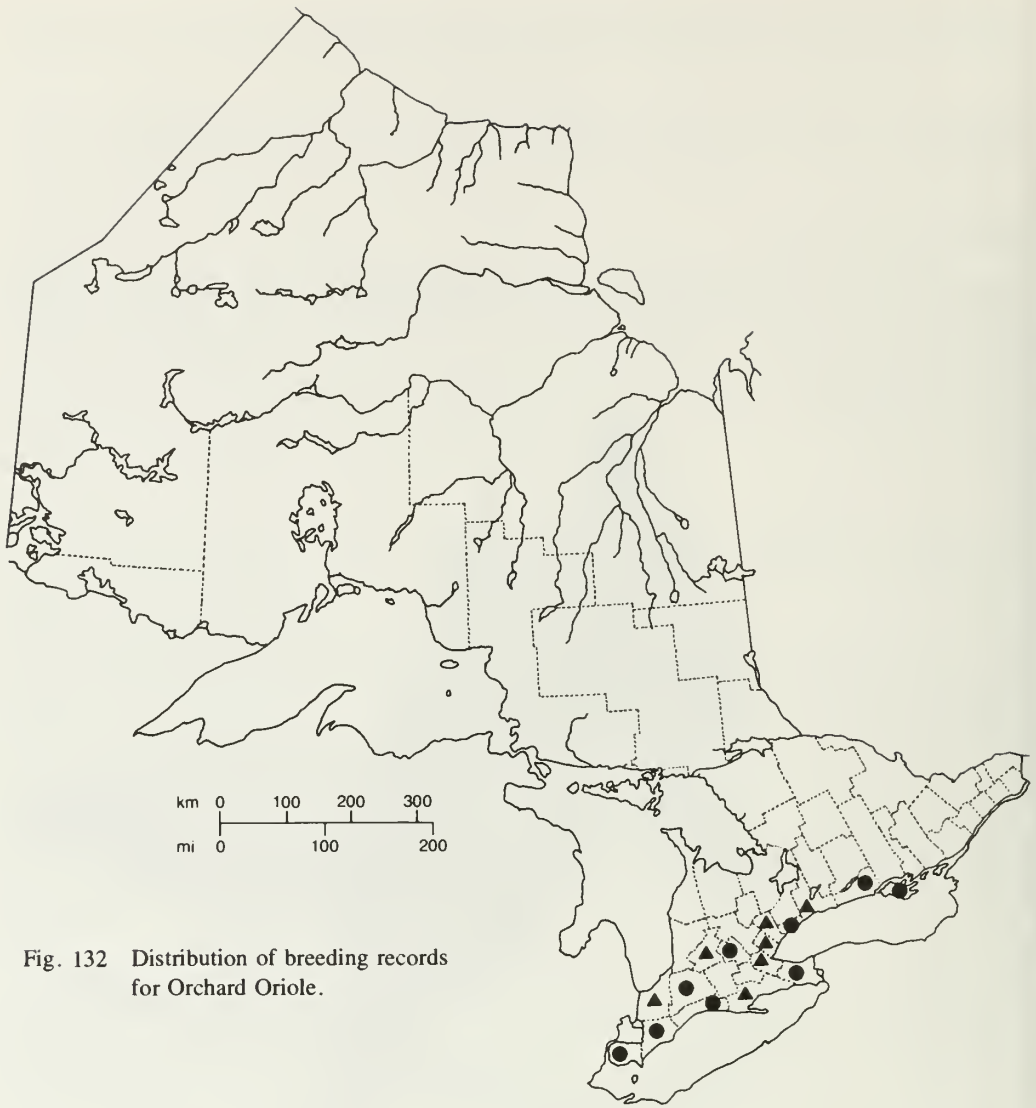 km 0 100 200 300
mi 0 100 200
Fig. 132 Distribution of breeding records
for Orchard Oriole.